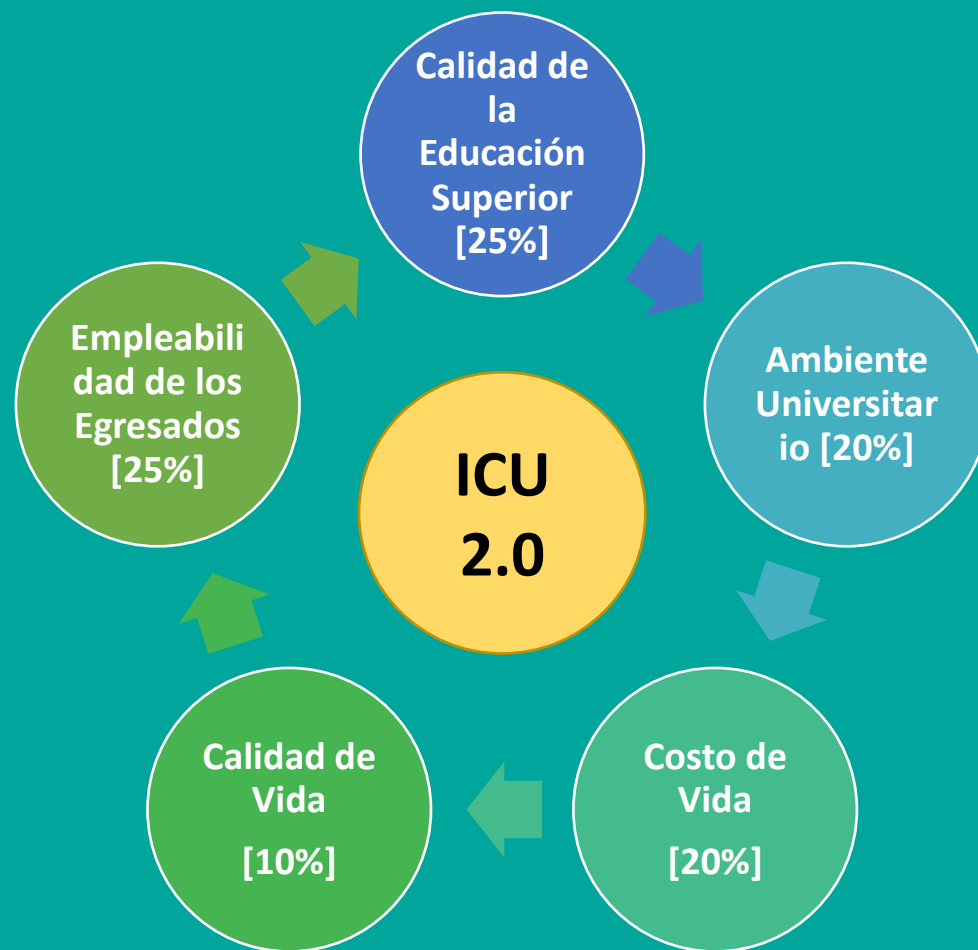 Calidad de
la
Educación
Superior
[25%]
Ambiente
Universitar
io [20%]
Costo de
Vida
[20%]
Calidad de
Vida
[10%]
Empleabili
dad de los
Egresados
[25%]
ICU
2.0